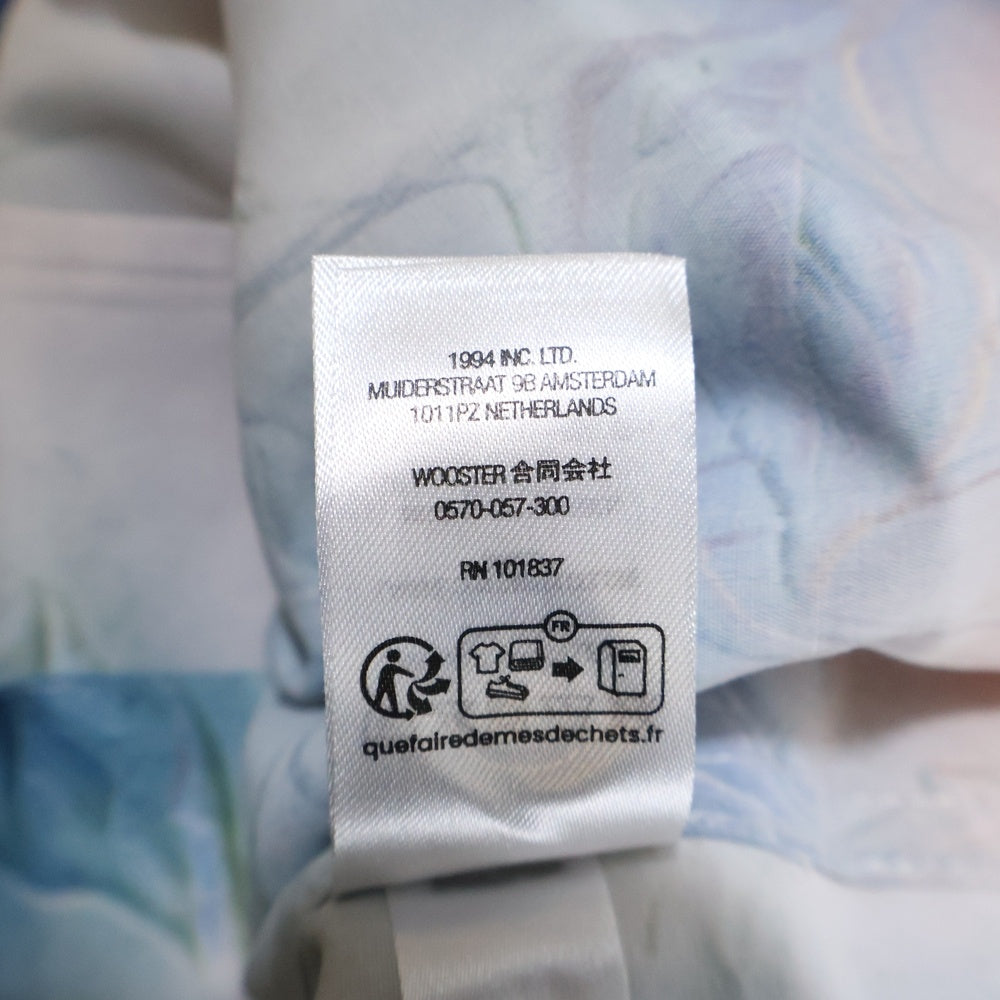 1994 INC. LTD.
MUIDERSTRAAT 9B AMSTERDAM
1011PZ NETHERLANDS
WOOSTER 合同会社
0570-057-300
RN 101837
FR
quefairedemesdechets.fr